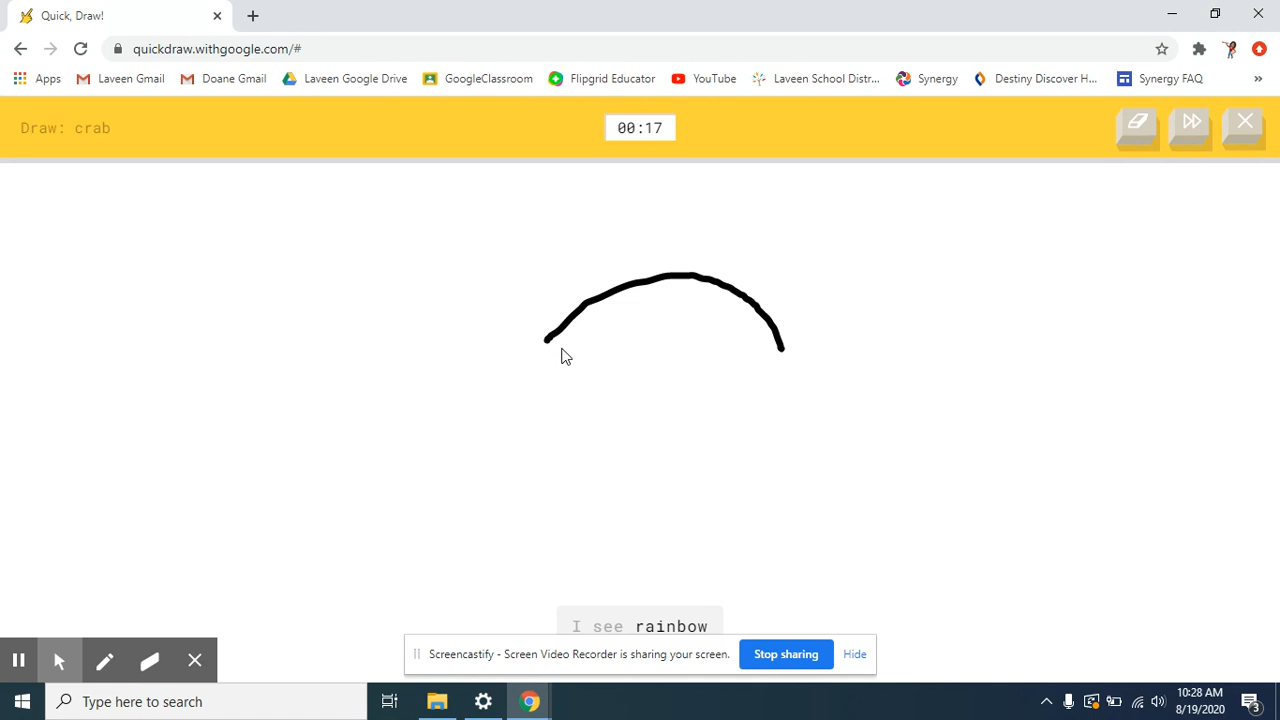 Quick, Draw!
quickdraw.withgoogle.com/#
Apps Laveen Gmail Doane Gmail Laveen Google Drive GoogleClassroom Flipgrid Educator YouTube Laveen School Distr... Synergy Destiny Discover H... Synergy FAQ »
Draw: crab 00:17
I see rainbow
Screencastify - Screen Video Recorder is sharing your screen. Stop sharing Hide
Type here to search
10:28 AM
8/19/2020
3